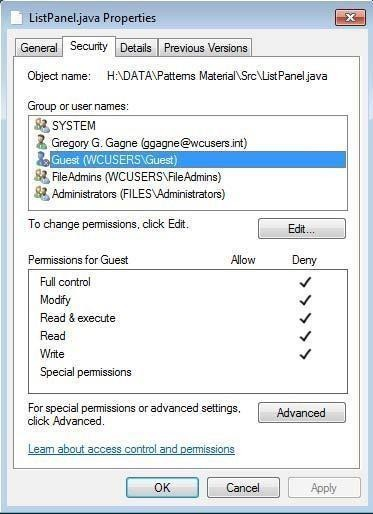 ListPanel.java Properties
General Security Details Previous Versions
Object name: H:\DATA\Patterns Material\Src\ListPanel.java
Group or user names:
SYSTEM
Gregory G. Gagne (ggagne@wcusers.int)
Guest (WCUSERS\Guest)
FileAdmins (WCUSERS\FileAdmins)
Administrators (FILES\Administrators)
To change permissions, click Edit.
Edit...
Permissions for Guest Allow Deny
Full control
Modify
Read & execute
Read
Write
Special permissions
For special permissions or advanced settings,
click Advanced.
Advanced
Learn about access control and permissions
OK Cancel Apply